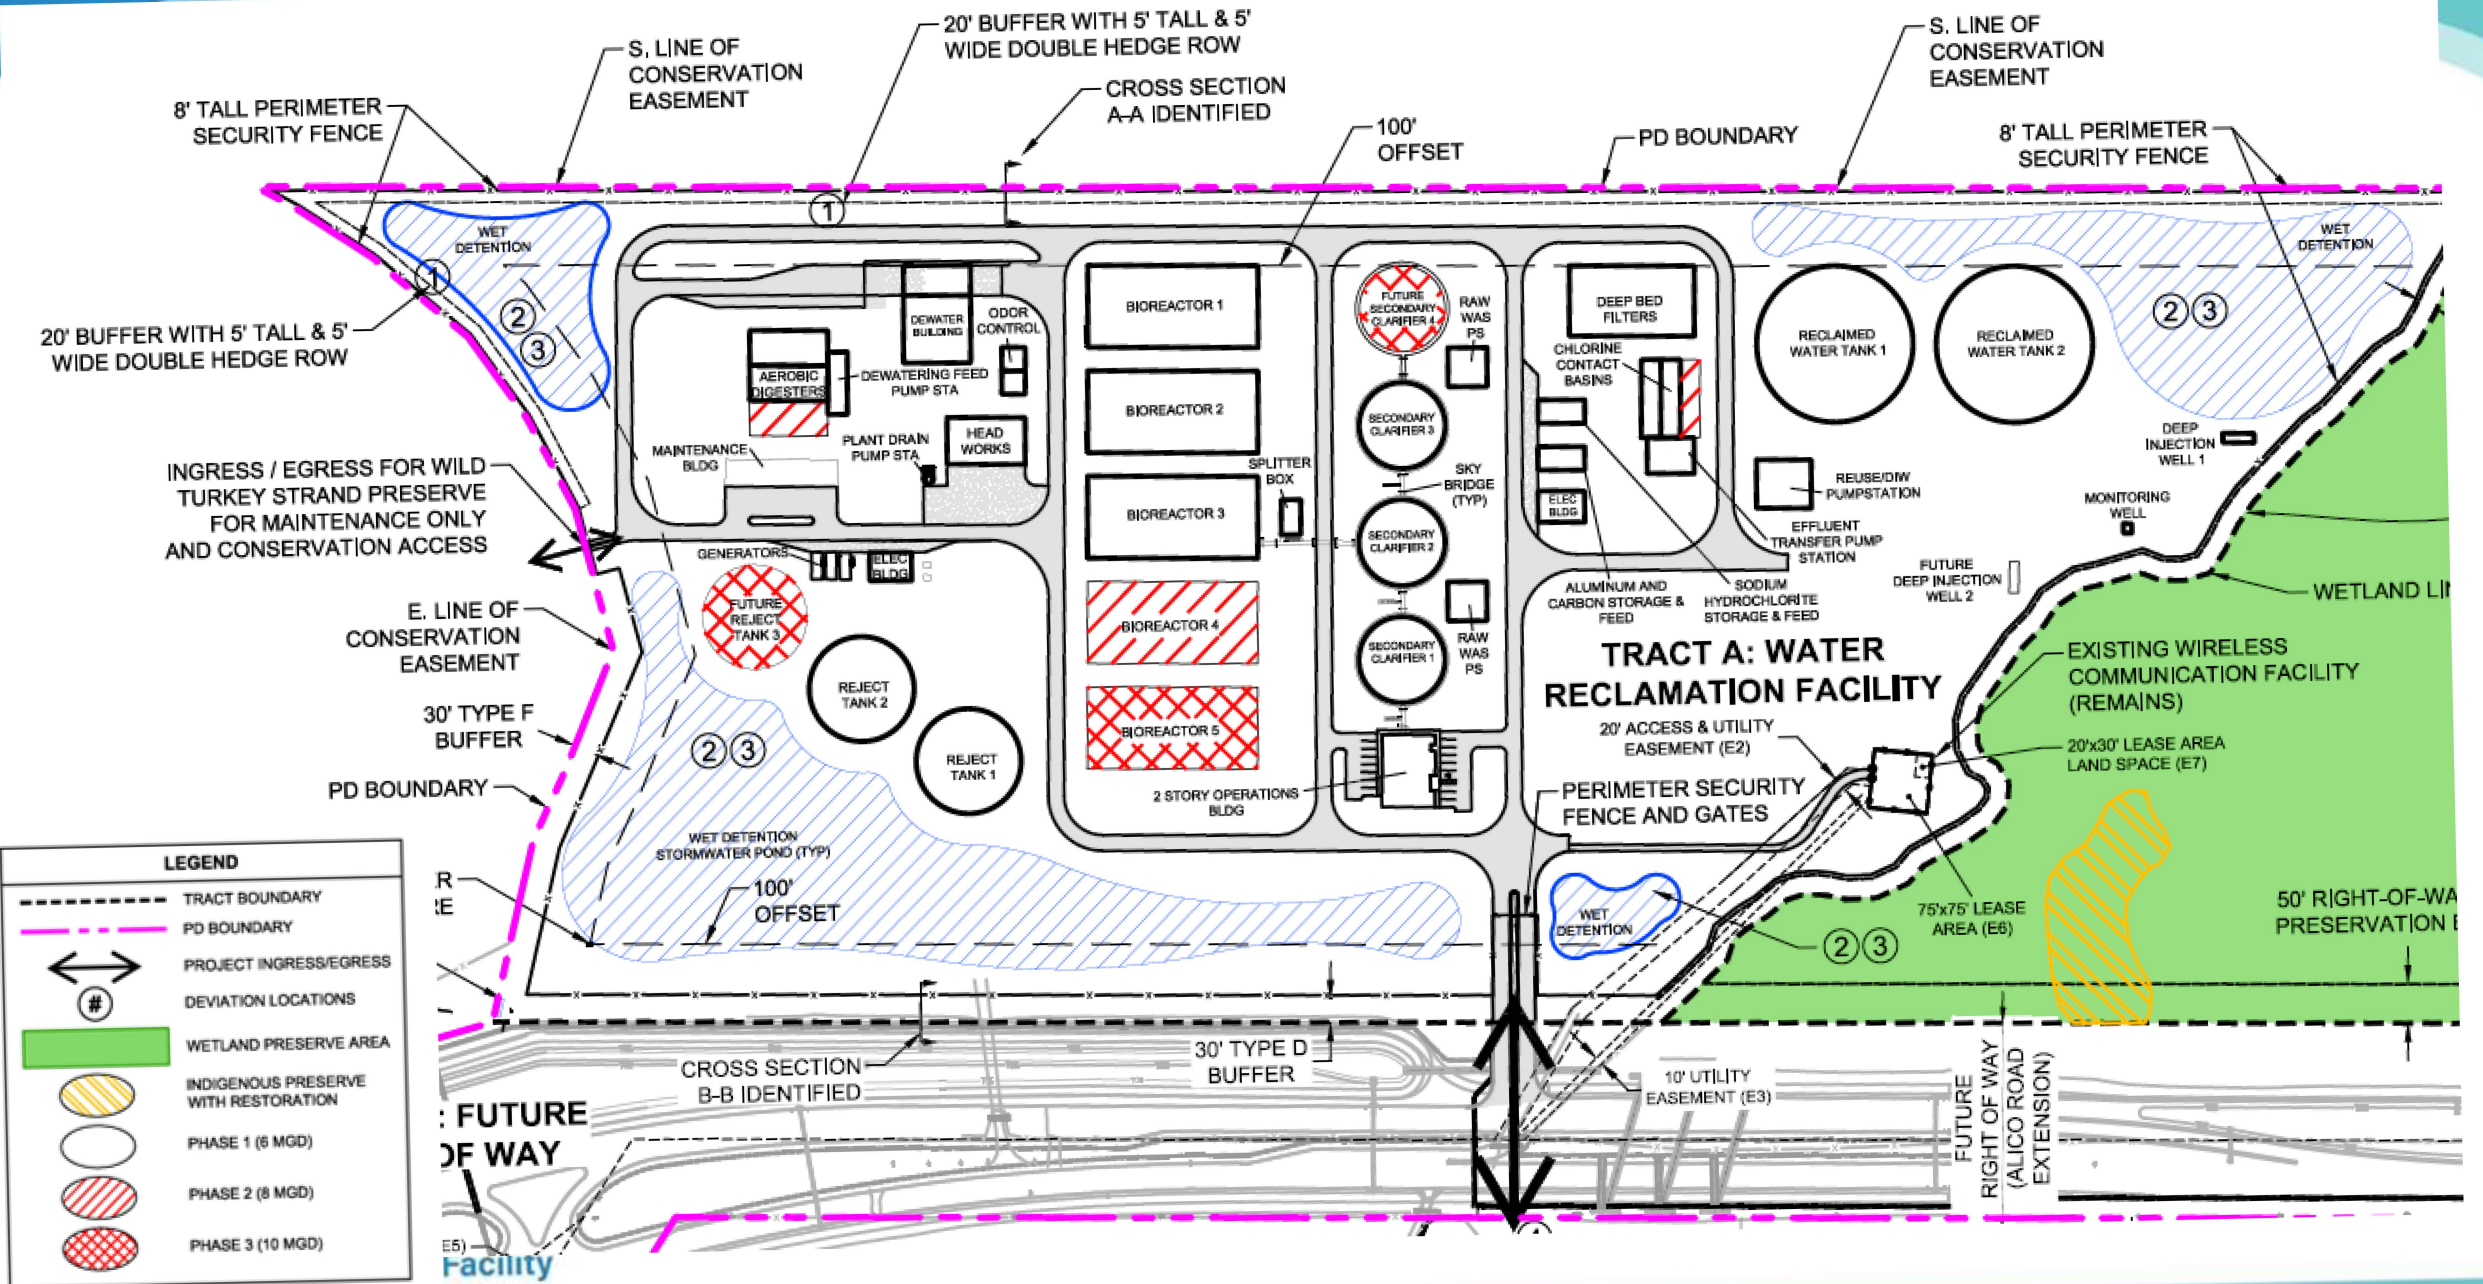 20' BUFFER WITH 5' TALL & 5'
WIDE DOUBLE HEDGE ROW
S. LINE OF
CONSERVATION
EASEMENT
S. LINE OF
CONSERVATION
EASEMENT
CROSS SECTION
A-A IDENTIFIED
8' TALL PERIMETER
SECURITY FENCE
100'
OFFSET
PD BOUNDARY
8' TALL PERIMETER
SECURITY FENCE
1
WET
DETENTION
WET
DETENTION
1
2
3
2 3
20' BUFFER WITH 5' TALL & 5'
WIDE DOUBLE HEDGE ROW
DEWATER
BUILDING
ODOR
CONTROL
AEROBIC
DIGESTERS
DEWATERING FEED
PUMP STA
MAINTENANCE
BLDG
PLANT DRAIN
PUMP STA
HEAD
WORKS
BIOREACTOR 1
BIOREACTOR 2
BIOREACTOR 3
BIOREACTOR 4
BIOREACTOR 5
SPLITTER
BOX
FUTURE
SECONDARY
CLARIFIER 4
RAW
WAS
PS
SECONDARY
CLARIFIER 3
SKY
BRIDGE
(TYP)
SECONDARY
CLARIFIER 2
SECONDARY
CLARIFIER 1
RAW
WAS
PS
2 STORY OPERATIONS
BLDG
DEEP BED
FILTERS
CHLORINE
CONTACT
BASINS
ELEC
BLDG
RECLAIMED
WATER TANK 1
RECLAIMED
WATER TANK 2
DEEP
INJECTION
WELL 1
REUSE/DIW
PUMPSTATION
MONITORING
WELL
EFFLUENT
TRANSFER PUMP
STATION
FUTURE
DEEP INJECTION
WELL 2
ALUMINUM AND
CARBON STORAGE &
FEED
SODIUM
HYDROCHLORITE
STORAGE & FEED
WETLAND LI
TRACT A: WATER
RECLAMATION FACILITY
EXISTING WIRELESS
COMMUNICATION FACILITY
(REMAINS)
20' ACCESS & UTILITY
EASEMENT (E2)
20'x30' LEASE AREA
LAND SPACE (E7)
PERIMETER SECURITY
FENCE AND GATES
INGRESS / EGRESS FOR WILD
TURKEY STRAND PRESERVE
FOR MAINTENANCE ONLY
AND CONSERVATION ACCESS
GENERATORS
ELEC
BLDG
FUTURE
REJECT
TANK 3
REJECT
TANK 2
REJECT
TANK 1
E. LINE OF
CONSERVATION
EASEMENT
30' TYPE F
BUFFER
PD BOUNDARY
2 3
WET DETENTION
STORMWATER POND (TYP)
100'
OFFSET
WET
DETENTION
2 3
75'x75' LEASE
AREA (E6)
50' RIGHT-OF-WA
PRESERVATION
R
RE
CROSS SECTION
B-B IDENTIFIED
30' TYPE D
BUFFER
10' UTILITY
EASEMENT (E3)
FUTURE
RIGHT OF WAY
(ALICO ROAD
EXTENSION)
: FUTURE
OF WAY
E5)
Facility
LEGEND
TRACT BOUNDARY
PD BOUNDARY
PROJECT INGRESS/EGRESS
# DEVIATION LOCATIONS
WETLAND PRESERVE AREA
INDIGENOUS PRESERVE
WITH RESTORATION
PHASE 1 (6 MGD)
PHASE 2 (8 MGD)
PHASE 3 (10 MGD)